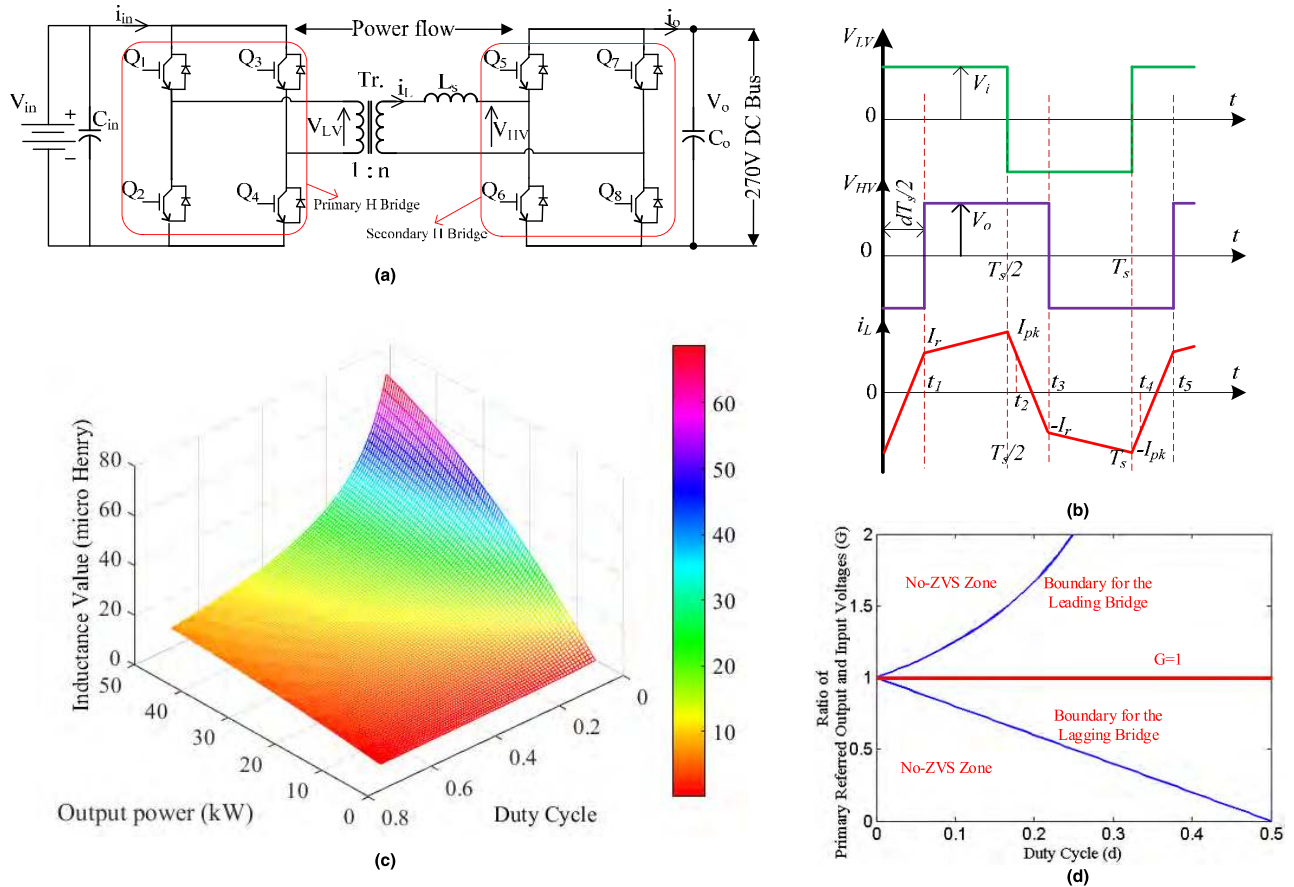 i_in
Power flow
i_o
Q1
Q3
Q5
Q7
Tr.
i_L
L_s
V_in
+
C_in
V_LV
V_HV
V_o
C_o
270V DC Bus
-
1 : n
Q2
Q4
Q6
Q8
Primary H Bridge
Secondary H Bridge
(a)
V_LV
V_i
0
t
V_HV
dT_s/2
V_o
0
T_s/2
T_s
t
i_L
I_r
I_pk
0
t_1
t_2
t_3
t_4
t_5
t
-I_r
T_s/2
T_s
-I_pk
(b)
Inductance Value (micro Henry)
80
60
40
20
0
50
40
30
20
10
0
0.8
0.6
0.4
0.2
0
Output power (kW)
Duty Cycle
60
50
40
30
20
10
(c)
Ratio of
Primary Referred Output and Input Voltages (G)
2
1.5
1
0.5
0
No-ZVS Zone
Boundary for the
Leading Bridge
G=1
Boundary for the
Lagging Bridge
No-ZVS Zone
0
0.1
0.2
0.3
0.4
0.5
Duty Cycle (d)
(d)